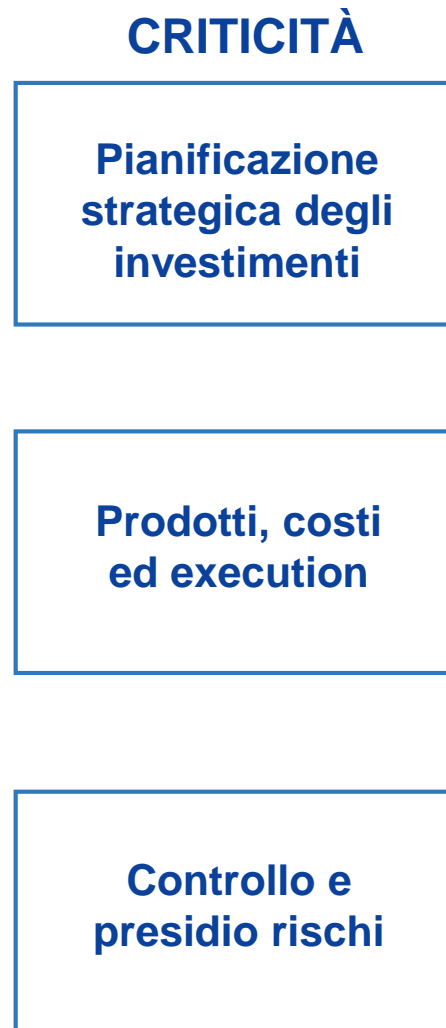 CRITICITÀ
Pianificazione
strategica degli
investimenti
Prodotti, costi
ed execution
Controllo e
presidio rischi